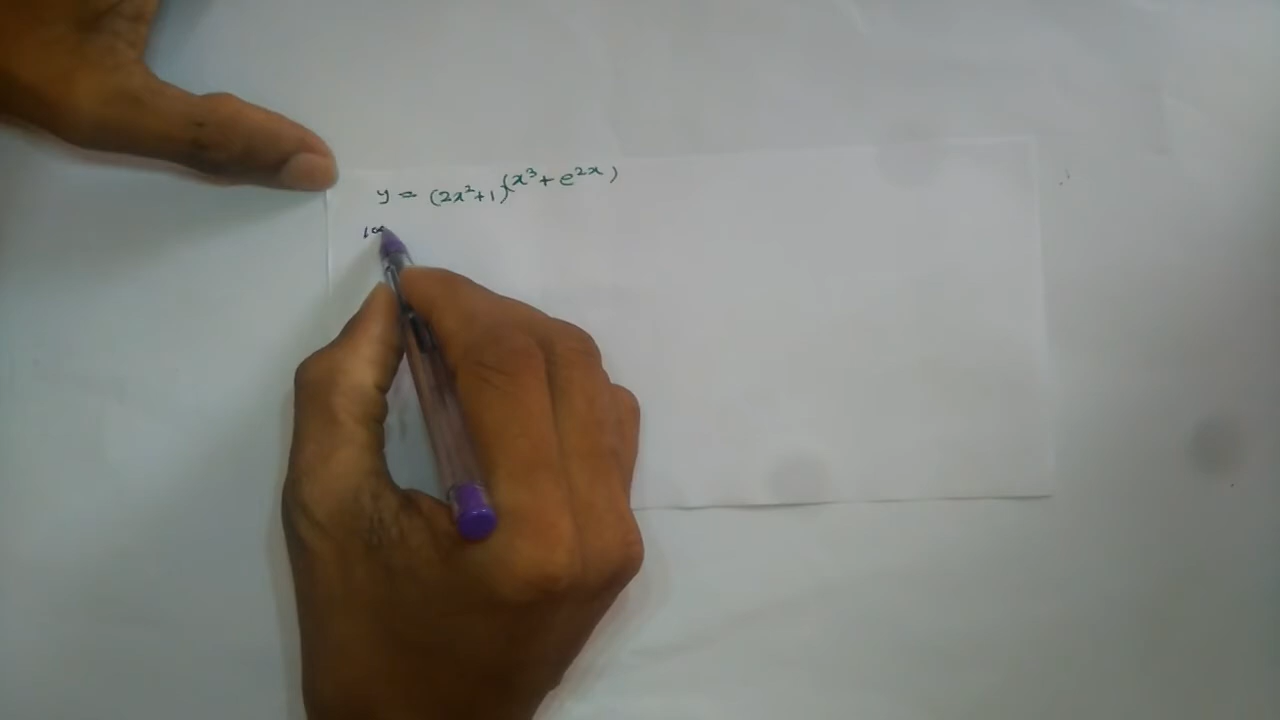 y = (2x²+1)^(x³+e^(2x))